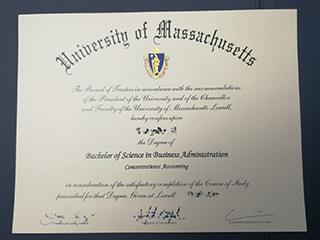 University of Massachusetts
The Board of Trustees in accordance with the recommendations
of the President of the University and of the Chancellor
and Faculty of the University of Massachusetts Lowell,
hereby confers upon
the Degree of
Bachelor of Science in Business Administration
Concentration: Accounting
in consideration of the satisfactory completion of the Course of Study
prescribed for that Degree, Given at Lowell